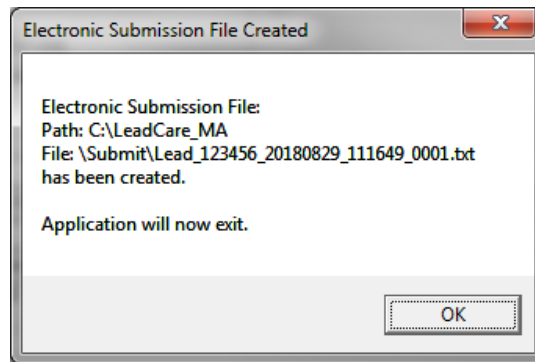 Electronic Submission File Created
Electronic Submission File:
Path: C:\LeadCare_MA
File: \Submit\Lead_123456_20180829_111649_0001.txt
has been created.
Application will now exit.
OK